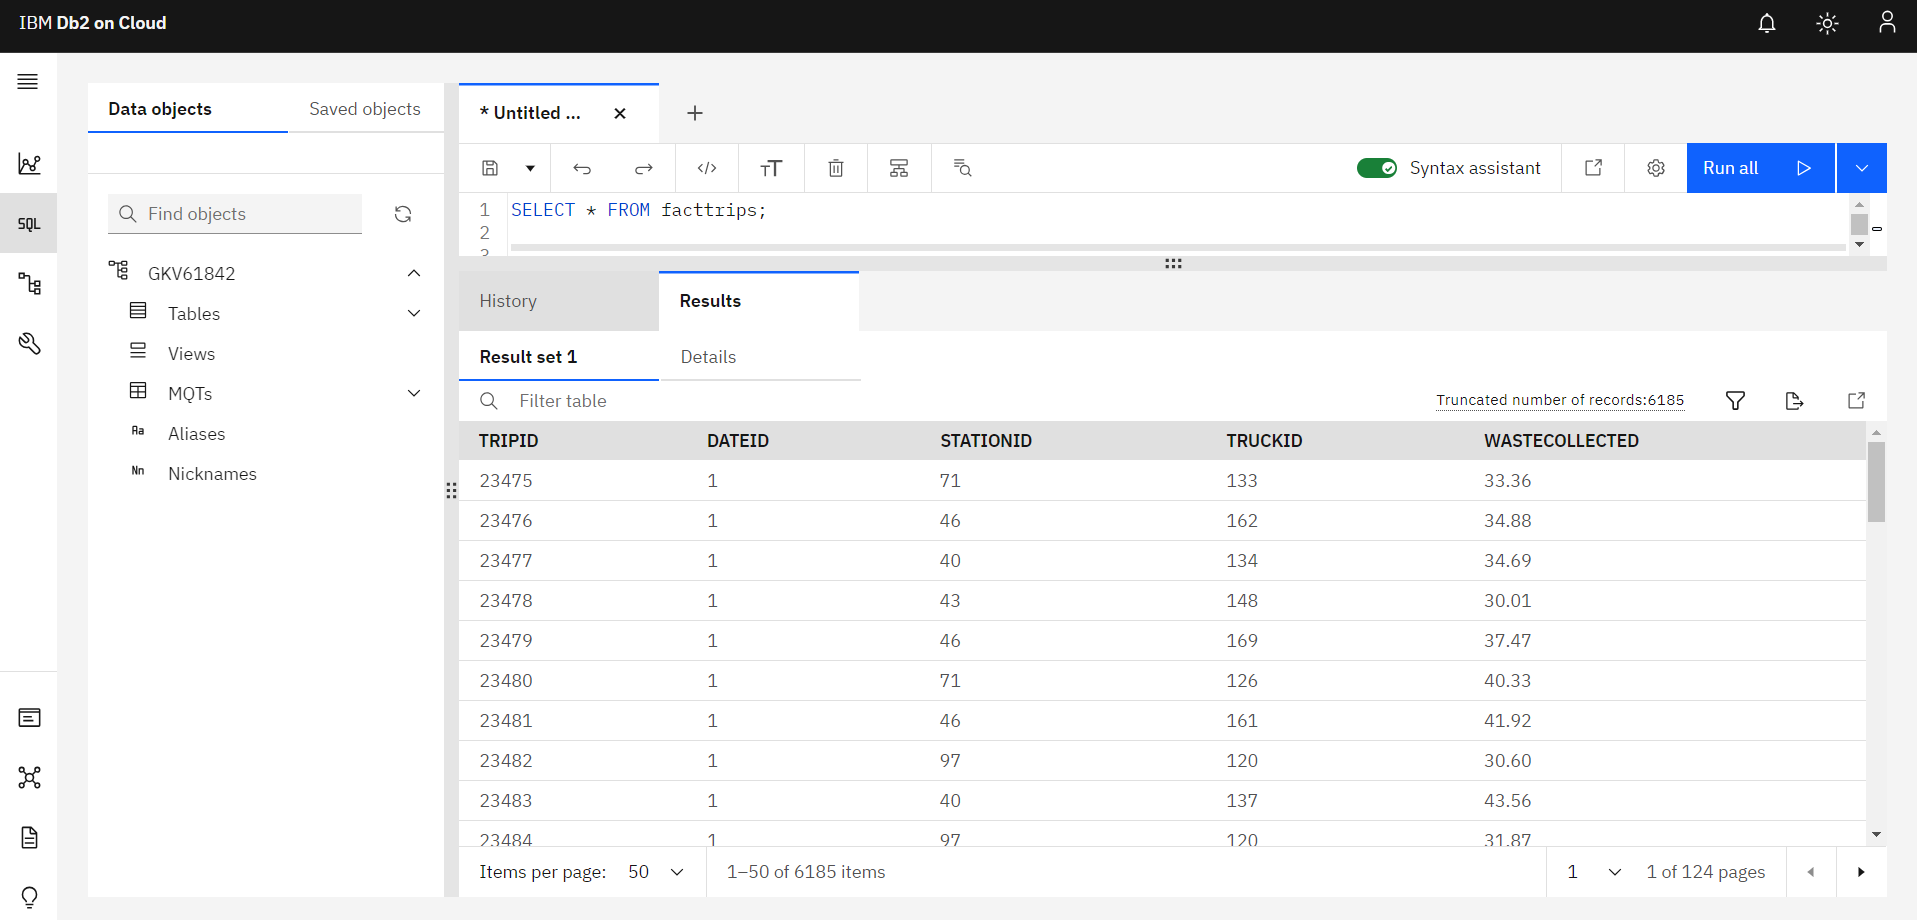 IBM Db2 on Cloud
Data objects
Saved objects
* Untitled ...
SQL
Find objects
GKV61842
Tables
Views
MQTs
Aa Aliases
Nn Nicknames
Syntax assistant
Run all
1 SELECT * FROM facttrips;
2
3
History
Results
Result set 1
Details
Filter table
Truncated number of records:6185
TRIPID DATEID STATIONID TRUCKID WASTECOLLECTED
23475 1 71 133 33.36
23476 1 46 162 34.88
23477 1 40 134 34.69
23478 1 43 148 30.01
23479 1 46 169 37.47
23480 1 71 126 40.33
23481 1 46 161 41.92
23482 1 97 120 30.60
23483 1 40 137 43.56
23484 1 97 120 31.87
Items per page: 50
1–50 of 6185 items
1
1 of 124 pages